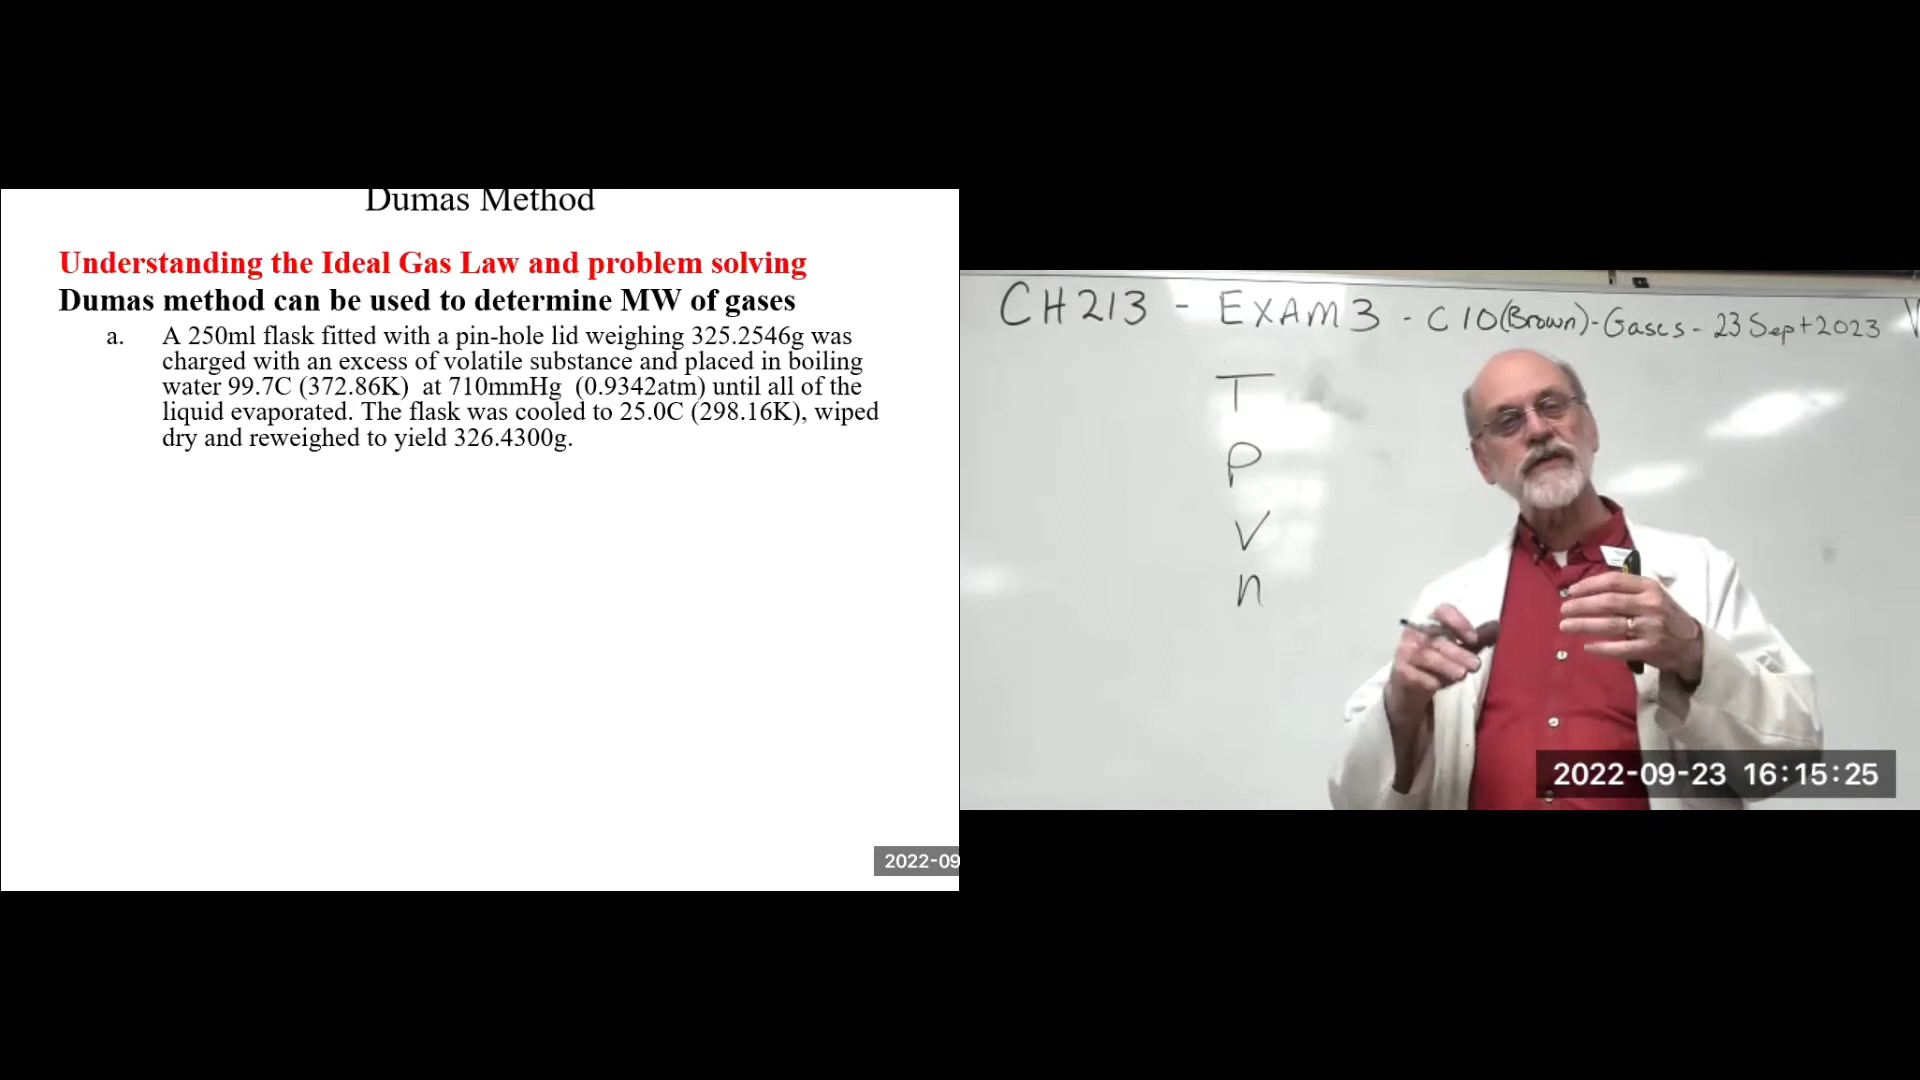 Dumas Method
Understanding the Ideal Gas Law and problem solving
Dumas method can be used to determine MW of gases
a. A 250ml flask fitted with a pin-hole lid weighing 325.2546g was
charged with an excess of volatile substance and placed in boiling
water 99.7C (372.86K) at 710mmHg (0.9342atm) until all of the
liquid evaporated. The flask was cooled to 25.0C (298.16K), wiped
dry and reweighed to yield 326.4300g.
2022-09
CH213 - EXAM3 - C10(Brown)-Gases - 23Sept2023
T
P
V
n
2022-09-23 16:15:25